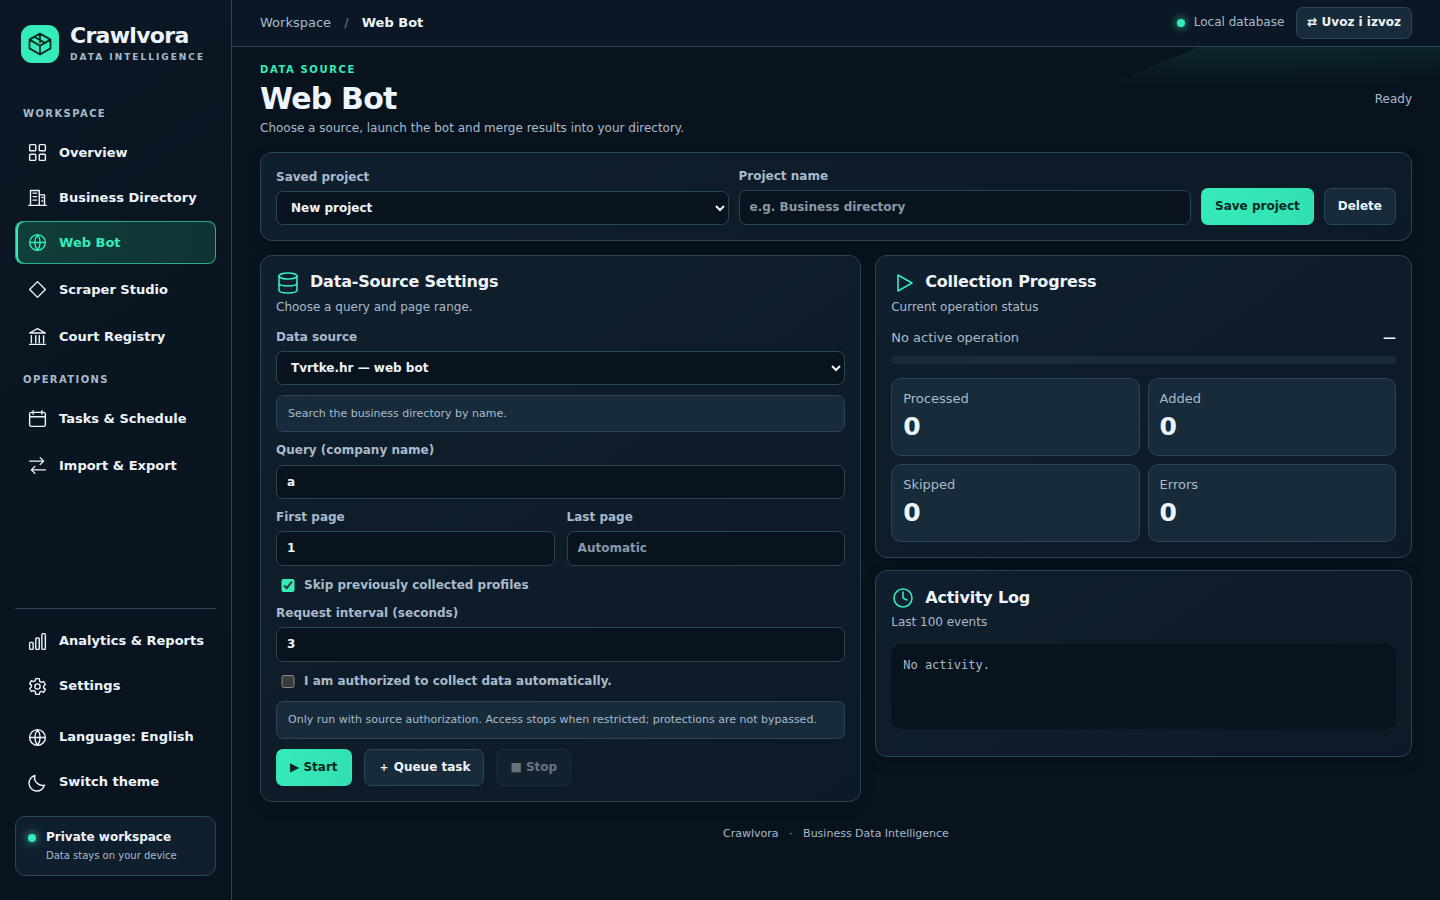 Crawlvora
DATA INTELLIGENCE
WORKSPACE
Overview
Business Directory
Web Bot
Scraper Studio
Court Registry
OPERATIONS
Tasks & Schedule
Import & Export
Analytics & Reports
Settings
Language: English
Switch theme
Private workspace
Data stays on your device
Workspace / Web Bot
Local database
⇄ Uvoz i izvoz
DATA SOURCE
Web Bot
Ready
Choose a source, launch the bot and merge results into your directory.
Saved project
New project
Project name
e.g. Business directory
Save project
Delete
Data-Source Settings
Choose a query and page range.
Data source
Tvrtke.hr — web bot
Search the business directory by name.
Query (company name)
a
First page
1
Last page
Automatic
Skip previously collected profiles
Request interval (seconds)
3
I am authorized to collect data automatically.
Only run with source authorization. Access stops when restricted; protections are not bypassed.
▶ Start
+ Queue task
■ Stop
Collection Progress
Current operation status
No active operation —
Processed
0
Added
0
Skipped
0
Errors
0
Activity Log
Last 100 events
No activity.
Crawlvora · Business Data Intelligence